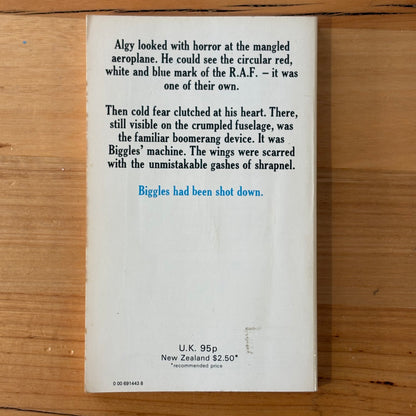 Algy looked with horror at the mangled
aeroplane. He could see the circular red,
white and blue mark of the R.A.F. – it was
one of their own.
Then cold fear clutched at his heart. There,
still visible on the crumpled fuselage, was
the familiar boomerang device. It was
Biggles' machine. The wings were scarred
with the unmistakable gashes of shrapnel.
Biggles had been shot down.
U.K. 95p
New Zealand $2.50*
*recommended price
0 00 691443 8